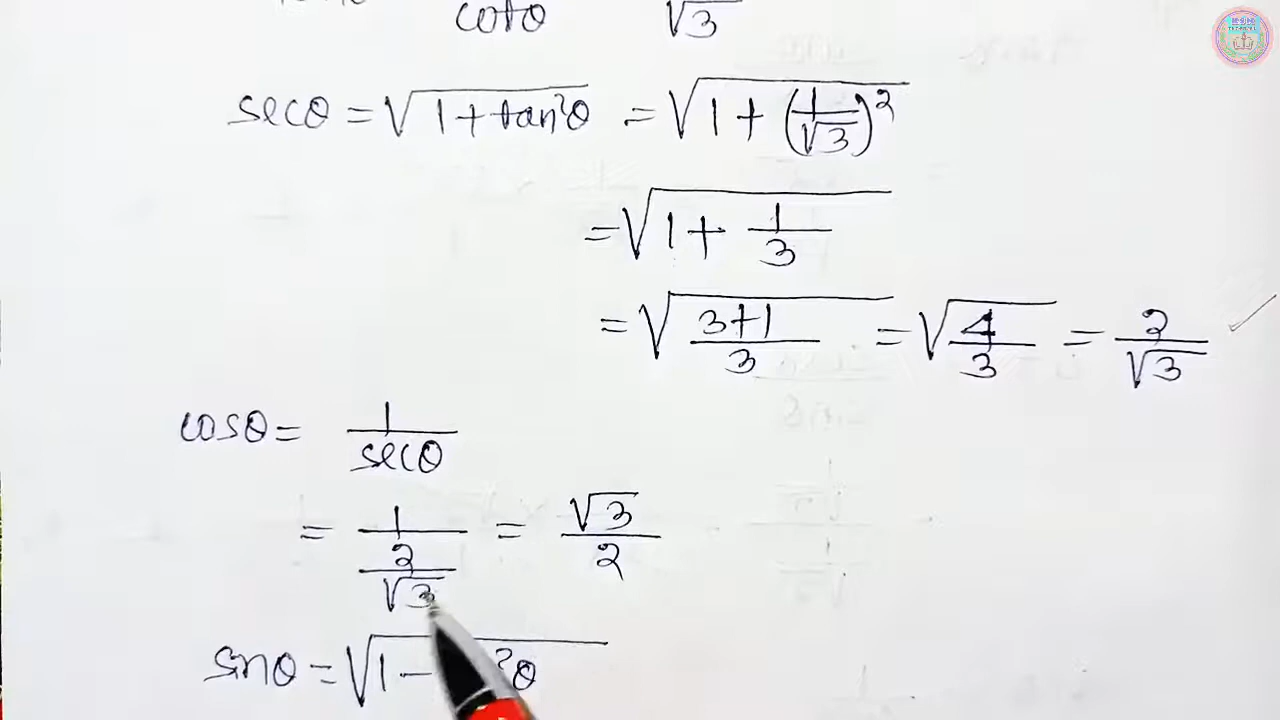 cotθ √3
secθ = √(1 + tan²θ) = √(1 + (1/√3)²)
= √(1 + 1/3)
= √((3+1)/3) = √(4/3) = 2/√3 ✓
cosθ = 1/secθ
= 1/(2/√3) = √3/2
sinθ = √(1 − ²θ)